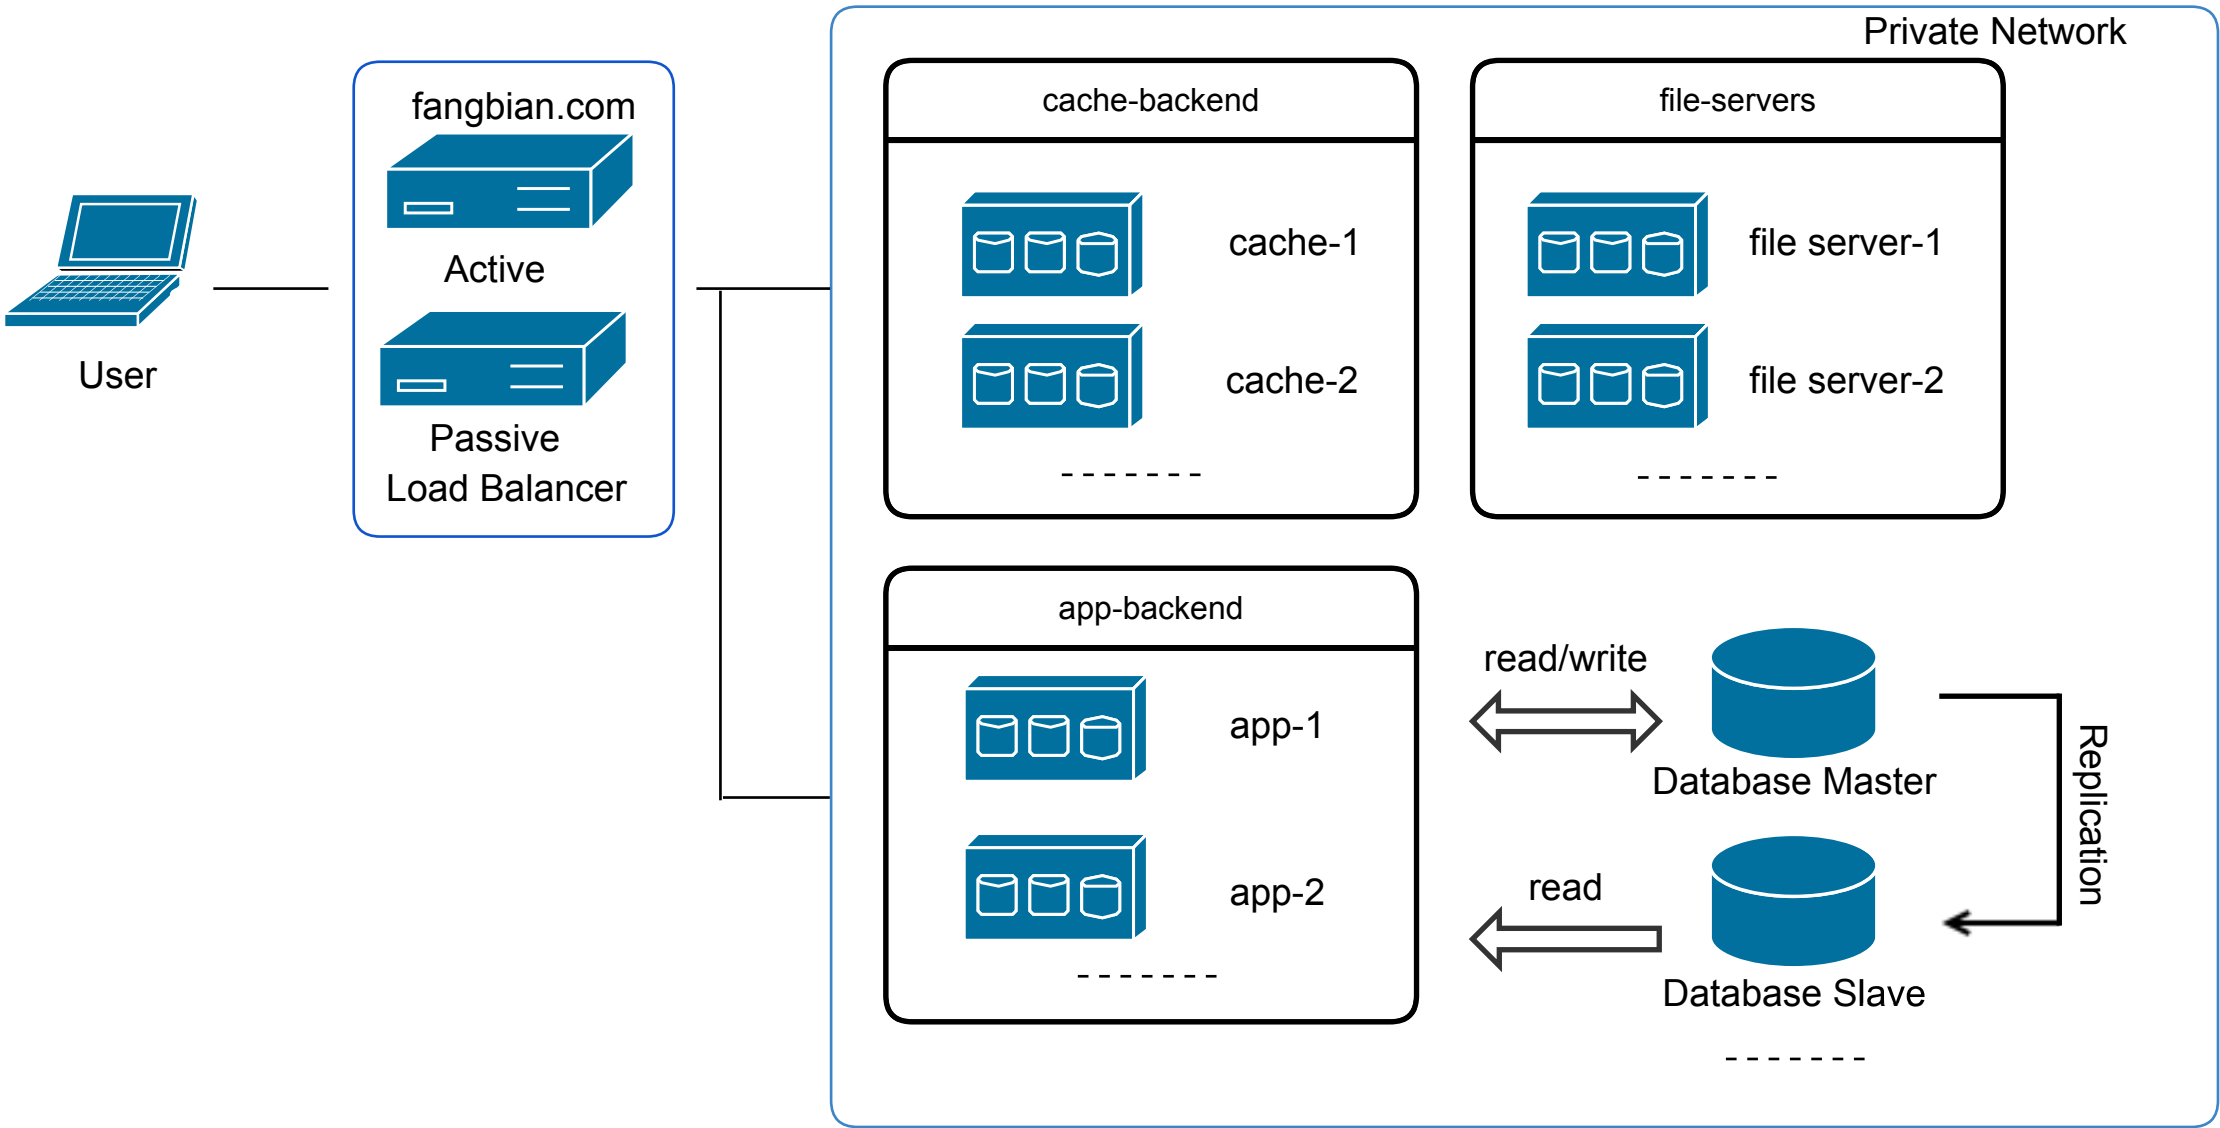 Private Network
fangbian.com
Active
Passive
Load Balancer
User
cache-backend
cache-1
cache-2
file-servers
file server-1
file server-2
app-backend
app-1
app-2
read/write
Database Master
Replication
read
Database Slave